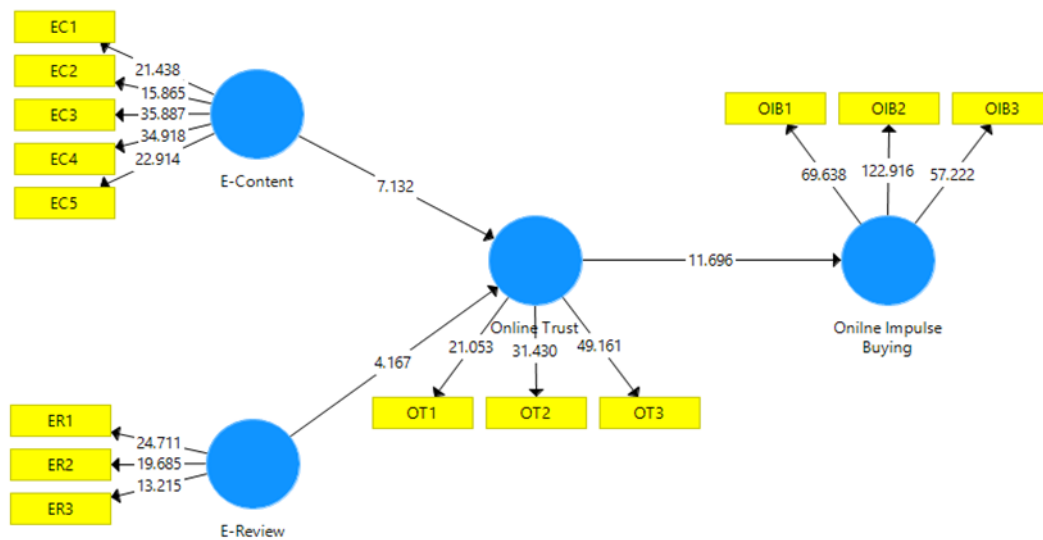 EC1
EC2
EC3
EC4
EC5
21.438
15.865
35.887
34.918
22.914
E-Content
7.132
OIB1 OIB2 OIB3
69.638 122.916 57.222
11.696
Online Trust
Onilne Impulse
Buying
21.053 31.430 49.161
OT1 OT2 OT3
4.167
ER1
ER2
ER3
24.711
19.685
13.215
E-Review